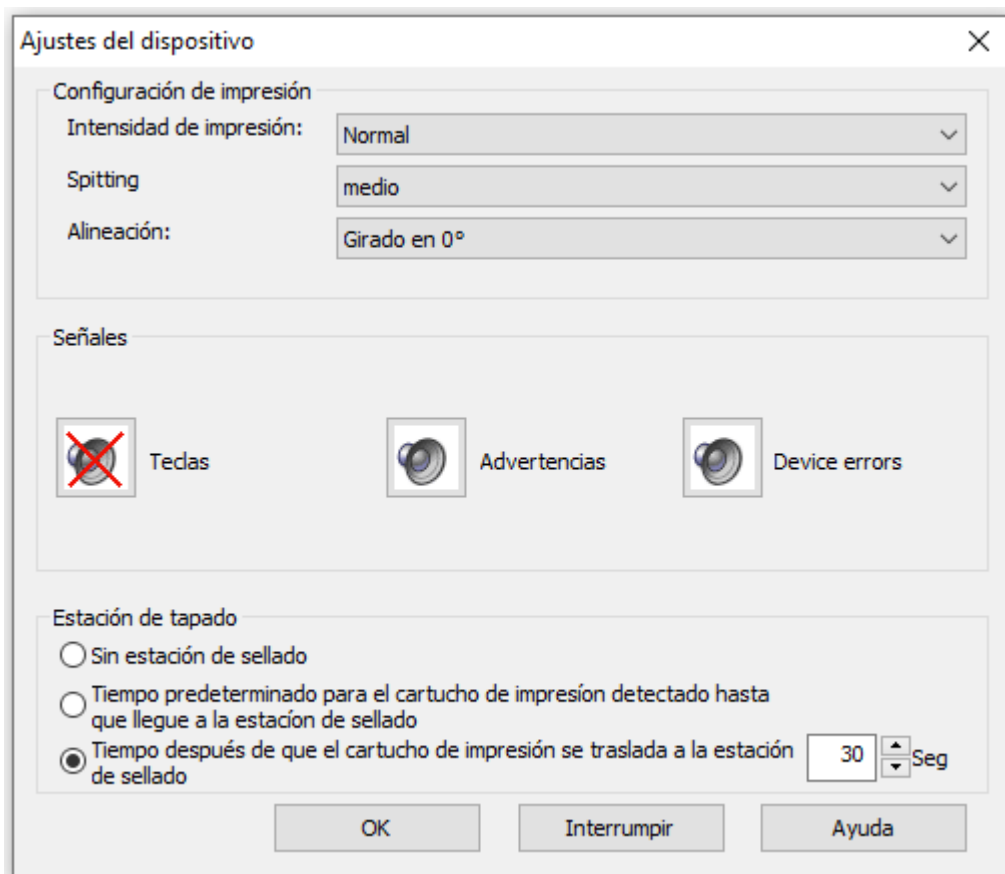 Ajustes del dispositivo
Configuración de impresión
Intensidad de impresión: Normal
Spitting medio
Alineación: Girado en 0°
Señales
Teclas Advertencias Device errors
Estación de tapado
Sin estación de sellado
Tiempo predeterminado para el cartucho de impresíon detectado hasta
que llegue a la estacíon de sellado
Tiempo después de que el cartucho de impresión se traslada a la estación
de sellado 30 Seg
OK Interrumpir Ayuda